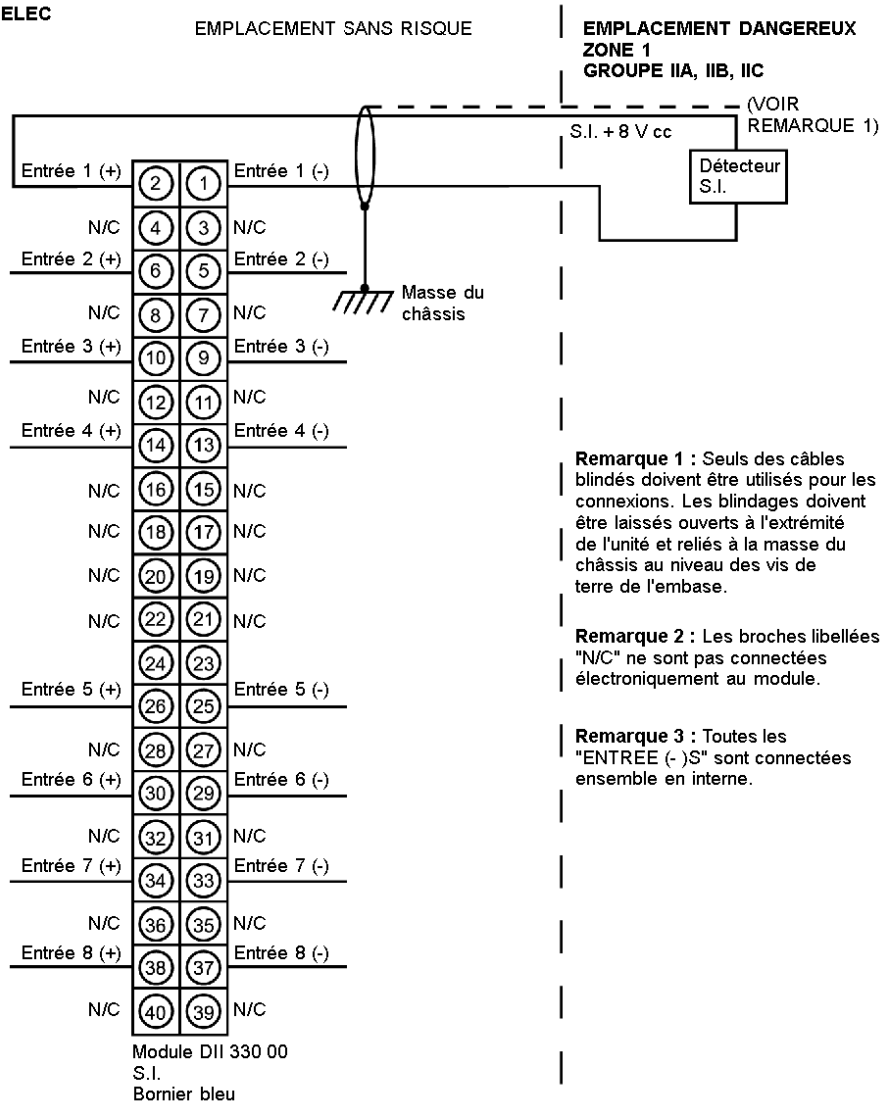 ELEC
EMPLACEMENT SANS RISQUE
EMPLACEMENT DANGEREUX
ZONE 1
GROUPE IIA, IIB, IIC
(VOIR
REMARQUE 1)
S.I. + 8 V cc
Détecteur
S.I.
Entrée 1 (+) 2 1 Entrée 1 (-)
N/C 4 3 N/C
Entrée 2 (+) 6 5 Entrée 2 (-)
Masse du
châssis
N/C 8 7 N/C
Entrée 3 (+) 10 9 Entrée 3 (-)
N/C 12 11 N/C
Entrée 4 (+) 14 13 Entrée 4 (-)
N/C 16 15 N/C
N/C 18 17 N/C
N/C 20 19 N/C
N/C 22 21 N/C
24 23
Entrée 5 (+) 26 25 Entrée 5 (-)
N/C 28 27 N/C
Entrée 6 (+) 30 29 Entrée 6 (-)
N/C 32 31 N/C
Entrée 7 (+) 34 33 Entrée 7 (-)
N/C 36 35 N/C
Entrée 8 (+) 38 37 Entrée 8 (-)
N/C 40 39 N/C
Module DII 330 00
S.I.
Bornier bleu
Remarque 1 : Seuls des câbles
blindés doivent être utilisés pour les
connexions. Les blindages doivent
être laissés ouverts à l'extrémité
de l'unité et reliés à la masse du
châssis au niveau des vis de
terre de l'embase.
Remarque 2 : Les broches libellées
"N/C" ne sont pas connectées
électroniquement au module.
Remarque 3 : Toutes les
"ENTREE (- )S" sont connectées
ensemble en interne.